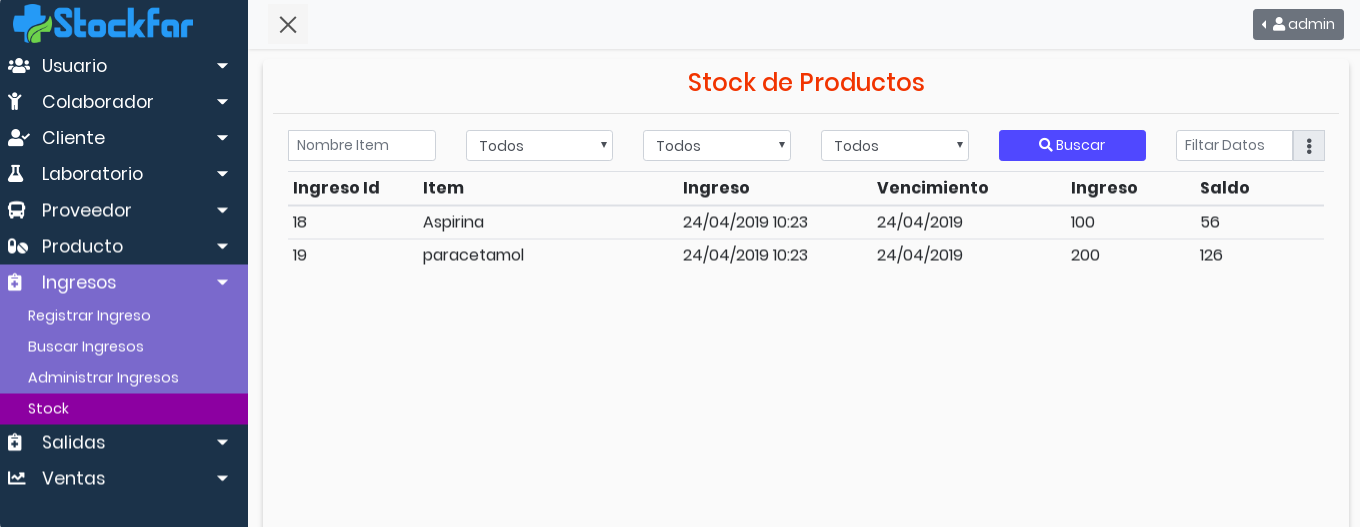 Stockfar
admin
Usuario
Colaborador
Cliente
Laboratorio
Proveedor
Producto
Ingresos
Registrar Ingreso
Buscar Ingresos
Administrar Ingresos
Stock
Salidas
Ventas
Stock de Productos
Nombre Item Todos Todos Todos Buscar Filtar Datos
Ingreso Id Item Ingreso Vencimiento Ingreso Saldo
18 Aspirina 24/04/2019 10:23 24/04/2019 100 56
19 paracetamol 24/04/2019 10:23 24/04/2019 200 126